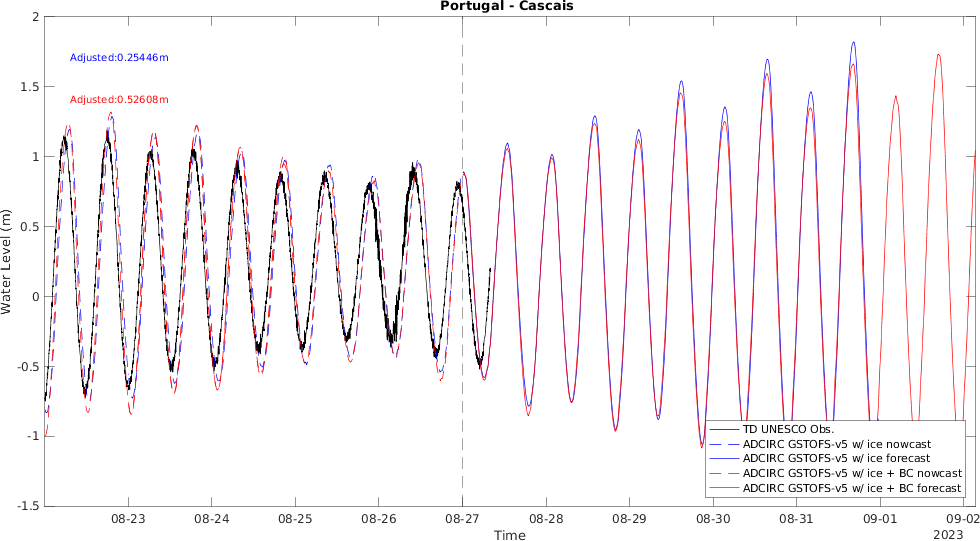 Portugal - Cascais
Adjusted:0.25446m
Adjusted:0.52608m
Water Level (m)
2
1.5
1
0.5
0
-0.5
-1
-1.5
TD UNESCO Obs.
ADCIRC GSTOFS-v5 w/ ice nowcast
ADCIRC GSTOFS-v5 w/ ice forecast
ADCIRC GSTOFS-v5 w/ ice + BC nowcast
ADCIRC GSTOFS-v5 w/ ice + BC forecast
08-23 08-24 08-25 08-26 08-27 08-28 08-29 08-30 08-31 09-01 09-02
Time
2023